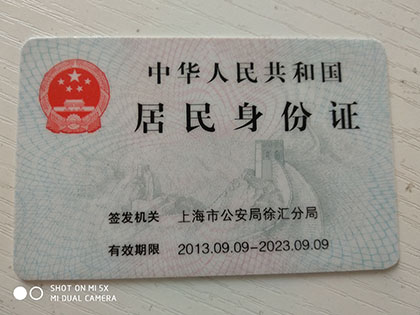 中华人民共和国
居民身份证
签发机关 上海市公安局徐汇分局
有效期限 2013.09.09-2023.09.09
SHOT ON MI 5X
MI DUAL CAMERA